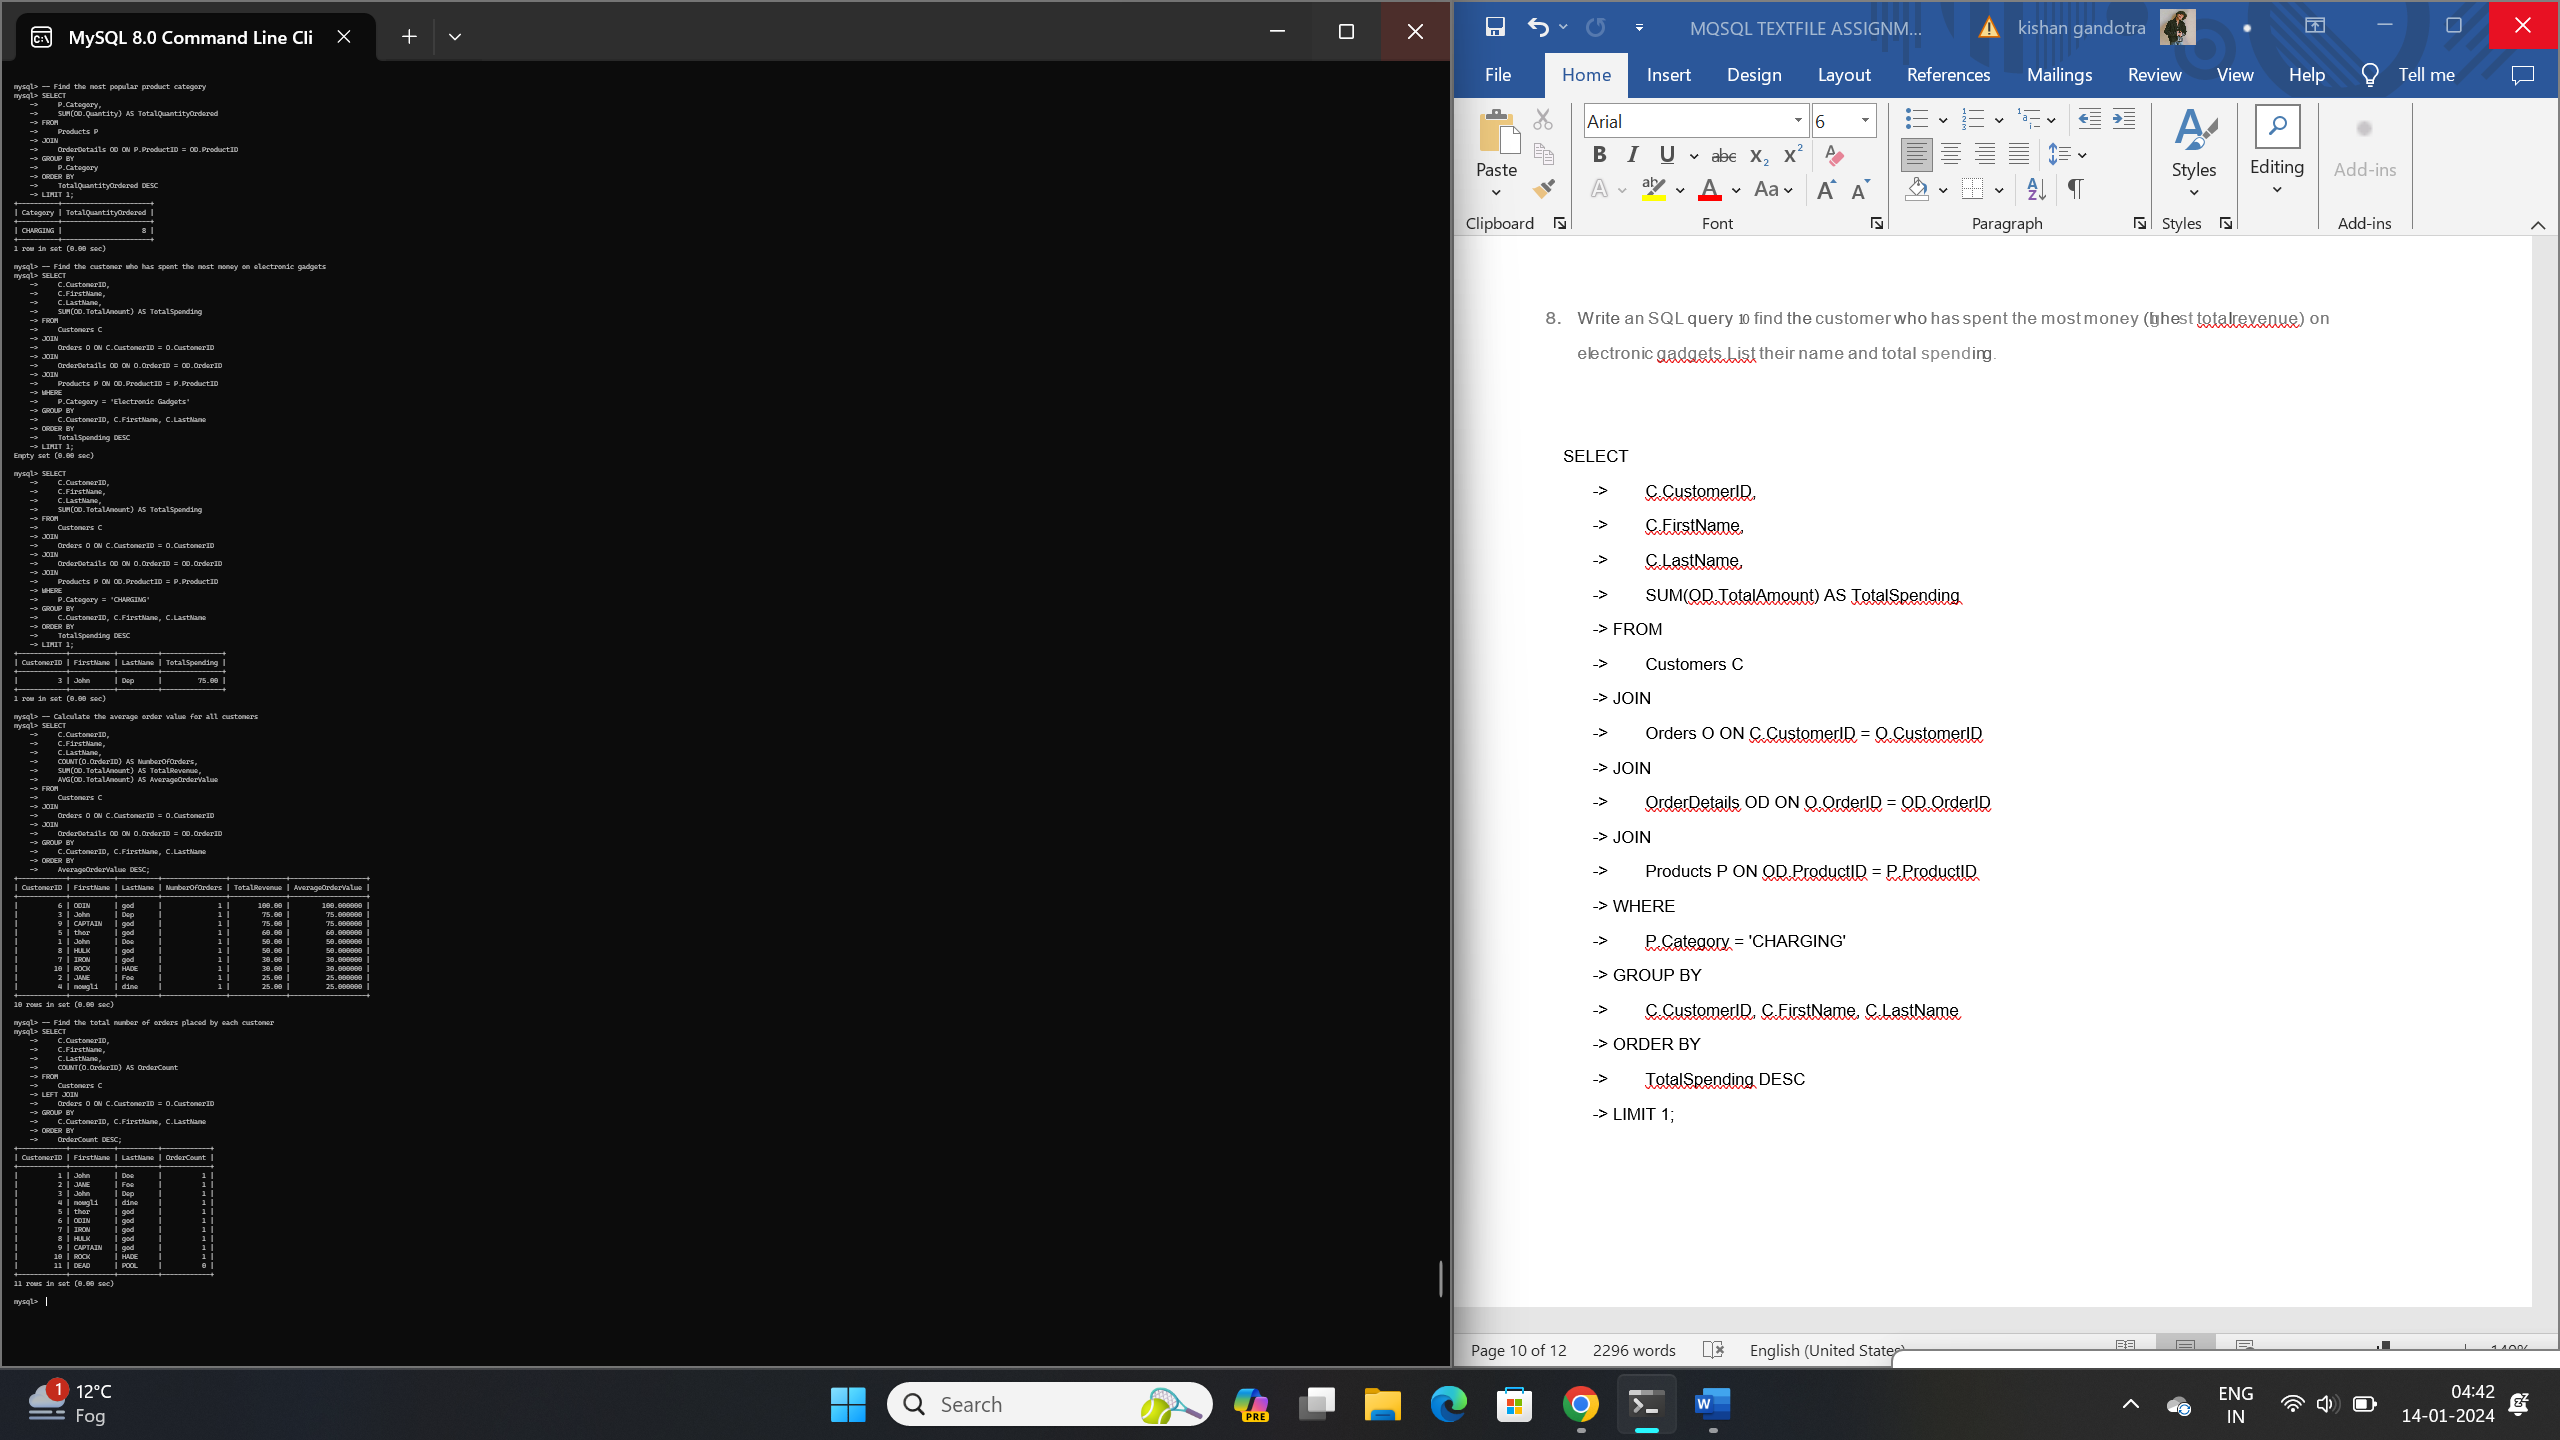 MySQL 8.0 Command Line Cli
mysql> -- Find the most popular product category
mysql> SELECT
-> P.Category,
-> SUM(OD.Quantity) AS TotalQuantityOrdered
-> FROM
-> Products P
-> JOIN
-> OrderDetails OD ON P.ProductID = OD.ProductID
-> GROUP BY
-> P.Category
-> ORDER BY
-> TotalQuantityOrdered DESC
-> LIMIT 1;
| Category | TotalQuantityOrdered |
| CHARGING | 8 |
1 row in set (0.00 sec)
mysql> -- Find the customer who has spent the most money on electronic gadgets
mysql> SELECT
-> C.CustomerID,
-> C.FirstName,
-> C.LastName,
-> SUM(OD.TotalAmount) AS TotalSpending
-> FROM
-> Customers C
-> JOIN
-> Orders O ON C.CustomerID = O.CustomerID
-> JOIN
-> OrderDetails OD ON O.OrderID = OD.OrderID
-> JOIN
-> Products P ON OD.ProductID = P.ProductID
-> WHERE
-> P.Category = 'Electronic Gadgets'
-> GROUP BY
-> C.CustomerID, C.FirstName, C.LastName
-> ORDER BY
-> TotalSpending DESC
-> LIMIT 1;
Empty set (0.00 sec)
mysql> SELECT
-> C.CustomerID,
-> C.FirstName,
-> C.LastName,
-> SUM(OD.TotalAmount) AS TotalSpending
-> FROM
-> Customers C
-> JOIN
-> Orders O ON C.CustomerID = O.CustomerID
-> JOIN
-> OrderDetails OD ON O.OrderID = OD.OrderID
-> JOIN
-> Products P ON OD.ProductID = P.ProductID
-> WHERE
-> P.Category = 'CHARGING'
-> GROUP BY
-> C.CustomerID, C.FirstName, C.LastName
-> ORDER BY
-> TotalSpending DESC
-> LIMIT 1;
| CustomerID | FirstName | LastName | TotalSpending |
| 3 | John | Dep | 75.00 |
1 row in set (0.00 sec)
mysql> -- Calculate the average order value for all customers
mysql> SELECT
-> C.CustomerID,
-> C.FirstName,
-> C.LastName,
-> COUNT(O.OrderID) AS NumberOfOrders,
-> SUM(OD.TotalAmount) AS TotalRevenue,
-> AVG(OD.TotalAmount) AS AverageOrderValue
-> FROM
-> Customers C
-> JOIN
-> Orders O ON C.CustomerID = O.CustomerID
-> JOIN
-> OrderDetails OD ON O.OrderID = OD.OrderID
-> GROUP BY
-> C.CustomerID, C.FirstName, C.LastName
-> ORDER BY
-> AverageOrderValue DESC;
| CustomerID | FirstName | LastName | NumberOfOrders | TotalRevenue | AverageOrderValue |
| 6 | ODIN | god | 1 | 100.00 | 100.000000 |
| 3 | John | Dep | 1 | 75.00 | 75.000000 |
| 9 | CAPTAIN | god | 1 | 75.00 | 75.000000 |
| 5 | thor | god | 1 | 60.00 | 60.000000 |
| 1 | John | Doe | 1 | 50.00 | 50.000000 |
| 8 | HULK | god | 1 | 50.00 | 50.000000 |
| 7 | IRON | god | 1 | 30.00 | 30.000000 |
| 10 | ROCK | HADE | 1 | 30.00 | 30.000000 |
| 2 | JANE | Foe | 1 | 25.00 | 25.000000 |
| 4 | mowgli | dine | 1 | 25.00 | 25.000000 |
10 rows in set (0.00 sec)
mysql> -- Find the total number of orders placed by each customer
mysql> SELECT
-> C.CustomerID,
-> C.FirstName,
-> C.LastName,
-> COUNT(O.OrderID) AS OrderCount
-> FROM
-> Customers C
-> LEFT JOIN
-> Orders O ON C.CustomerID = O.CustomerID
-> GROUP BY
-> C.CustomerID, C.FirstName, C.LastName
-> ORDER BY
-> OrderCount DESC;
| CustomerID | FirstName | LastName | OrderCount |
| 1 | John | Doe | 1 |
| 2 | JANE | Foe | 1 |
| 3 | John | Dep | 1 |
| 4 | mowgli | dine | 1 |
| 5 | thor | god | 1 |
| 6 | ODIN | god | 1 |
| 7 | IRON | god | 1 |
| 8 | HULK | god | 1 |
| 9 | CAPTAIN | god | 1 |
| 10 | ROCK | HADE | 1 |
| 11 | DEAD | POOL | 0 |
11 rows in set (0.00 sec)
mysql>
MQSQL TEXTFILE ASSIGNM... kishan gandotra
File Home Insert Design Layout References Mailings Review View Help Tell me
Arial 6
Paste Styles Editing Add-ins
Clipboard Font Paragraph Styles Add-ins
8. Write an SQL query 10 find the customer who has spent the most money (highest totalrevenue) on
electronic gadgets.List their name and total spending.
SELECT
-> C.CustomerID,
-> C.FirstName,
-> C.LastName,
-> SUM(OD.TotalAmount) AS TotalSpending
-> FROM
-> Customers C
-> JOIN
-> Orders O ON C.CustomerID = O.CustomerID
-> JOIN
-> OrderDetails OD ON O.OrderID = OD.OrderID
-> JOIN
-> Products P ON OD.ProductID = P.ProductID
-> WHERE
-> P.Category = 'CHARGING'
-> GROUP BY
-> C.CustomerID, C.FirstName, C.LastName
-> ORDER BY
-> TotalSpending DESC
-> LIMIT 1;
Page 10 of 12 2296 words English (United States)
1 12°C
Fog
Search
PRE
ENG
IN
04:42
14-01-2024